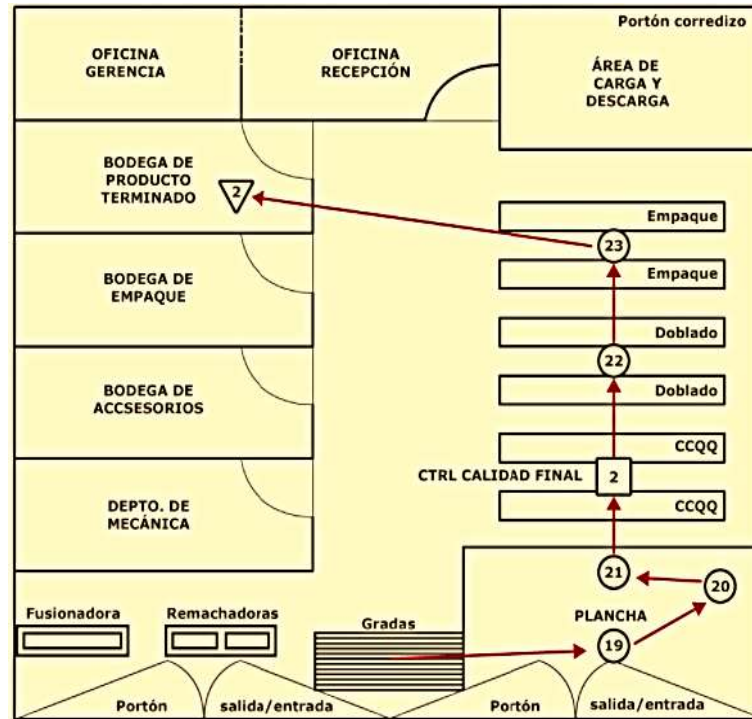 Portón corredizo
OFICINA
GERENCIA
OFICINA
RECEPCIÓN
ÁREA DE
CARGA Y
DESCARGA
BODEGA DE
PRODUCTO
TERMINADO
2
Empaque
23
Empaque
BODEGA DE
EMPAQUE
Doblado
22
Doblado
BODEGA DE
ACCSESORIOS
CCQQ
CTRL CALIDAD FINAL
2
CCQQ
DEPTO. DE
MECÁNICA
21
20
Fusionadora
Remachadoras
Gradas
PLANCHA
19
Portón
salida/entrada
Portón
salida/entrada